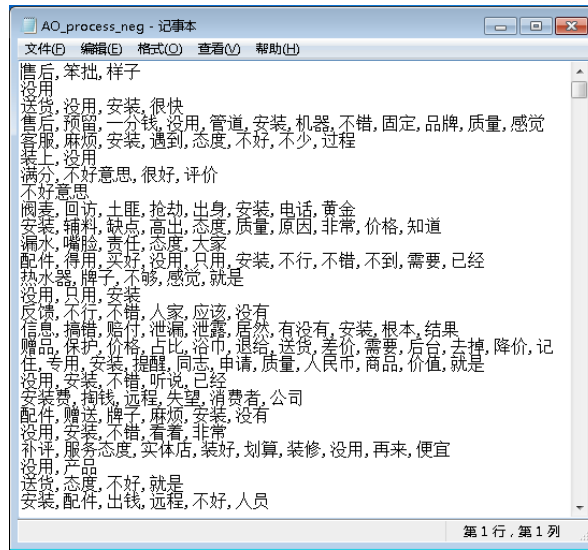 AO_process_neg - 记事本
文件(F) 编辑(E) 格式(O) 查看(V) 帮助(H)
售后,笨拙,样子
没用
送货,没用,安装,很快
售后,预留,一分钱,没用,管道,安装,机器,不错,固定,品牌,质量,感觉
客服,麻烦,安装,遇到,态度,不好,不少,过程
装上,没用
满分,不好意思,很好,评价
不好意思
阀麦,回访,土匪,抢劫,出身,安装,电话,黄金
安装,辅料,缺点,高出,态度,质量,原因,非常,价格,知道
漏水,嘴脸,责任,态度,大家
配件,得用,买好,没用,只用,安装,不行,不错,不到,需要,已经
热水器,牌子,不够,感觉,就是
没用,只用,安装
反馈,不行,不错,人家,应该,没有
信息,搞错,赔付,泄漏,泄露,居然,有没有,安装,根本,结果
赠品,保护,价格,占比,浴巾,退给,送货,差价,需要,后台,去掉,降价,记
住,专用,安装,提醒,同志,申请,质量,人民币,商品,价值,就是
没用,安装,不错,听说,已经
安装费,掏钱,远程,失望,消费者,公司
配件,赠送,牌子,麻烦,安装,没有
没用,安装,不错,看着,非常
补评,服务态度,实体店,装好,划算,装修,没用,再来,便宜
没用,产品
送货,态度,不好,就是
安装,配件,出钱,远程,不好,人员
第 1 行,第 1 列